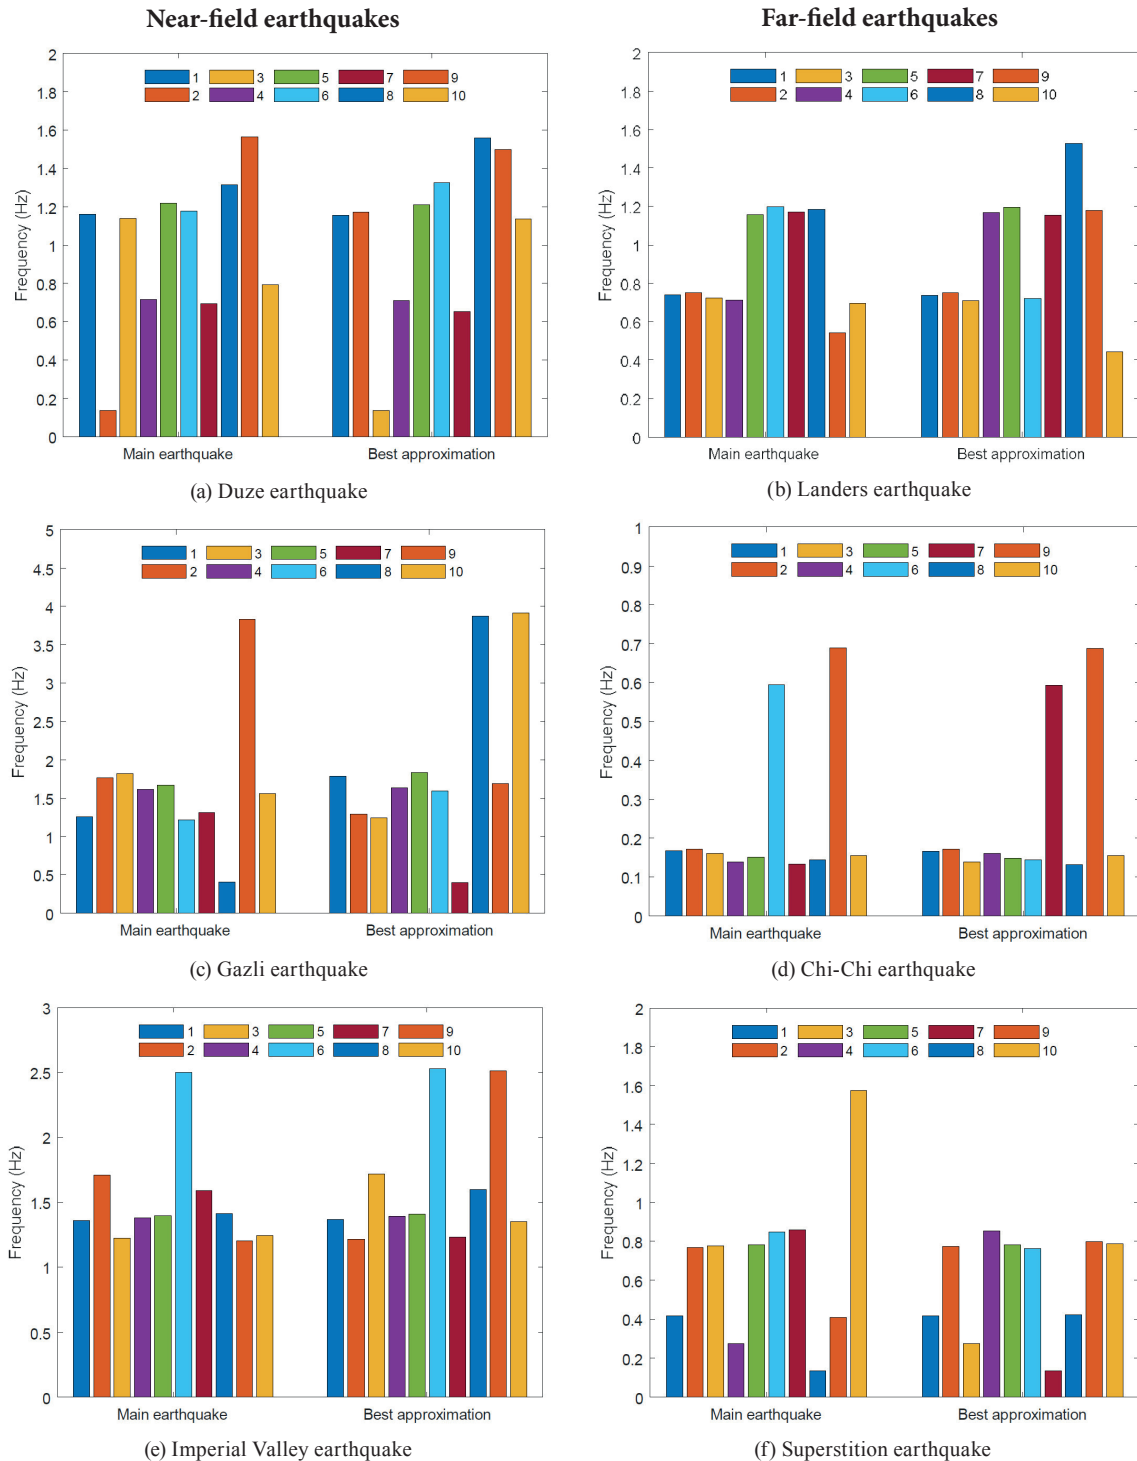 Near-field earthquakes
Far-field earthquakes
2
1.8
1.6
1.4
1.2
1
0.8
0.6
0.4
0.2
0
Frequency (Hz)
1 3 5 7 9
2 4 6 8 10
Main earthquake Best approximation
(a) Duze earthquake
2
1.8
1.6
1.4
1.2
1
0.8
0.6
0.4
0.2
0
Frequency (Hz)
1 3 5 7 9
2 4 6 8 10
Main earthquake Best approximation
(b) Landers earthquake
5
4.5
4
3.5
3
2.5
2
1.5
1
0.5
0
Frequency (Hz)
1 3 5 7 9
2 4 6 8 10
Main earthquake Best approximation
(c) Gazli earthquake
1
0.9
0.8
0.7
0.6
0.5
0.4
0.3
0.2
0.1
0
Frequency (Hz)
1 3 5 7 9
2 4 6 8 10
Main earthquake Best approximation
(d) Chi-Chi earthquake
3
2.5
2
1.5
1
0.5
0
Frequency (Hz)
1 3 5 7 9
2 4 6 8 10
Main earthquake Best approximation
(e) Imperial Valley earthquake
2
1.8
1.6
1.4
1.2
1
0.8
0.6
0.4
0.2
0
Frequency (Hz)
1 3 5 7 9
2 4 6 8 10
Main earthquake Best approximation
(f) Superstition earthquake